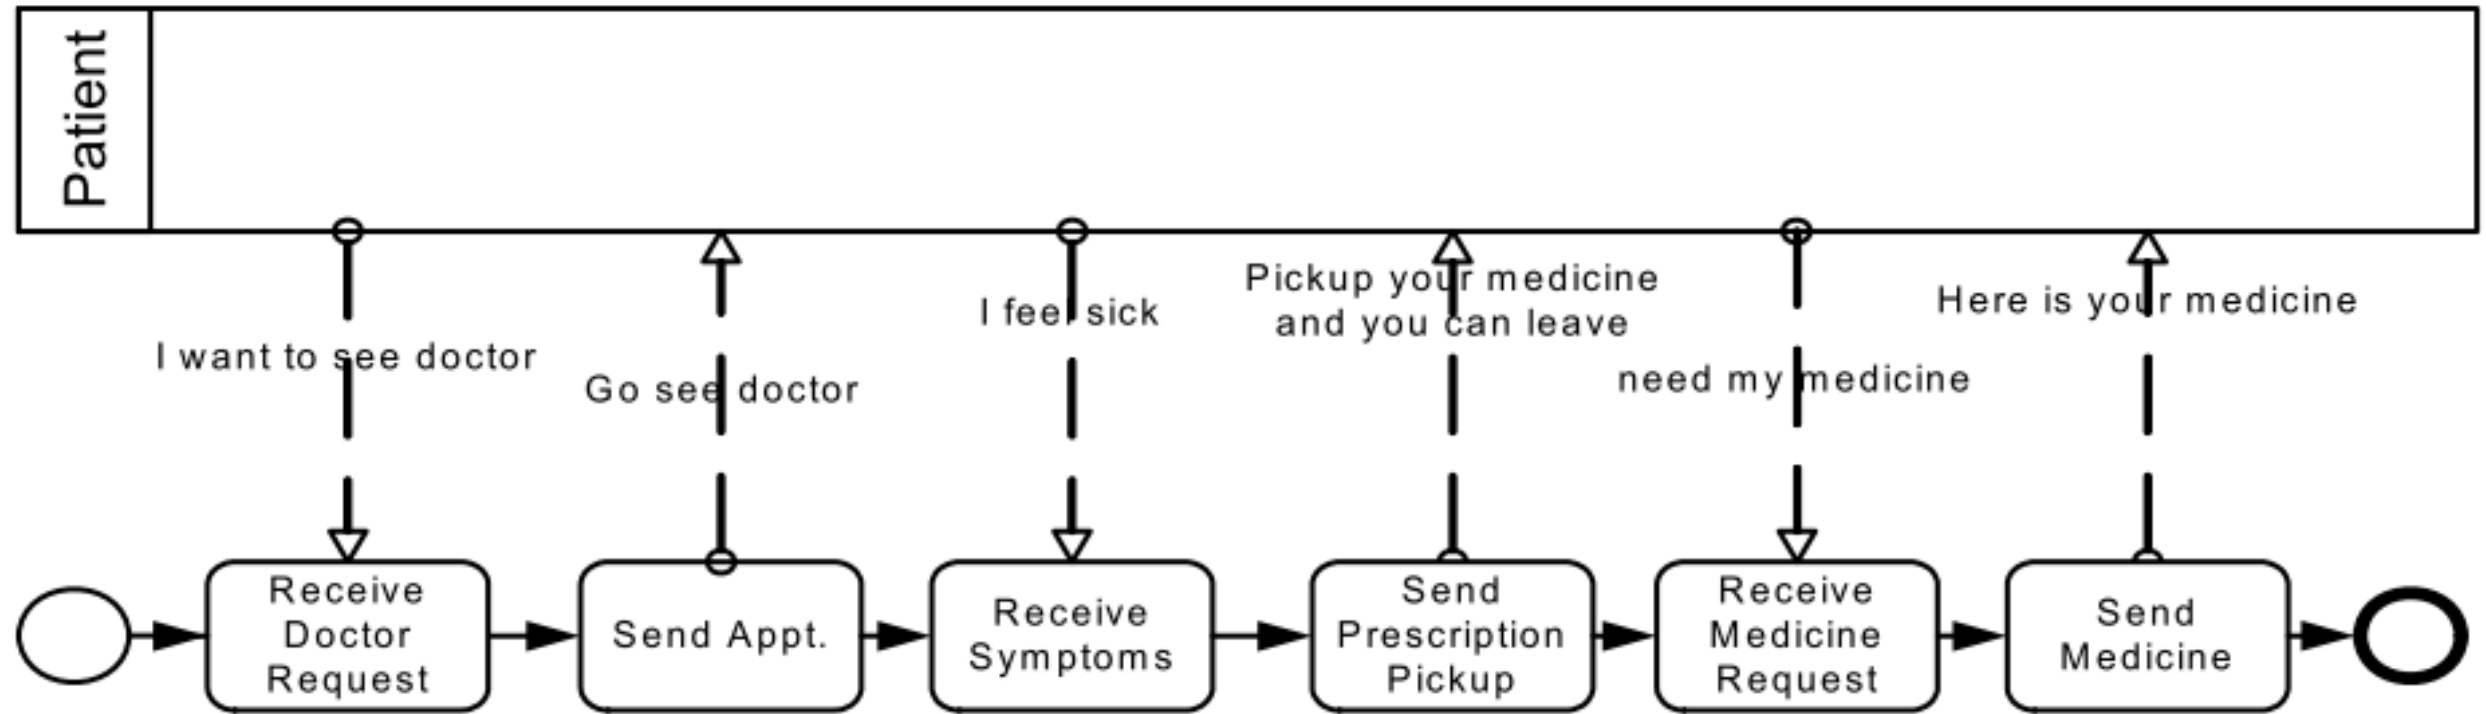 Patient
I want to see doctor
Go see doctor
I feel sick
Pickup your medicine
and you can leave
need my medicine
Here is your medicine
Receive
Doctor
Request
Send Appt.
Receive
Symptoms
Send
Prescription
Pickup
Receive
Medicine
Request
Send
Medicine